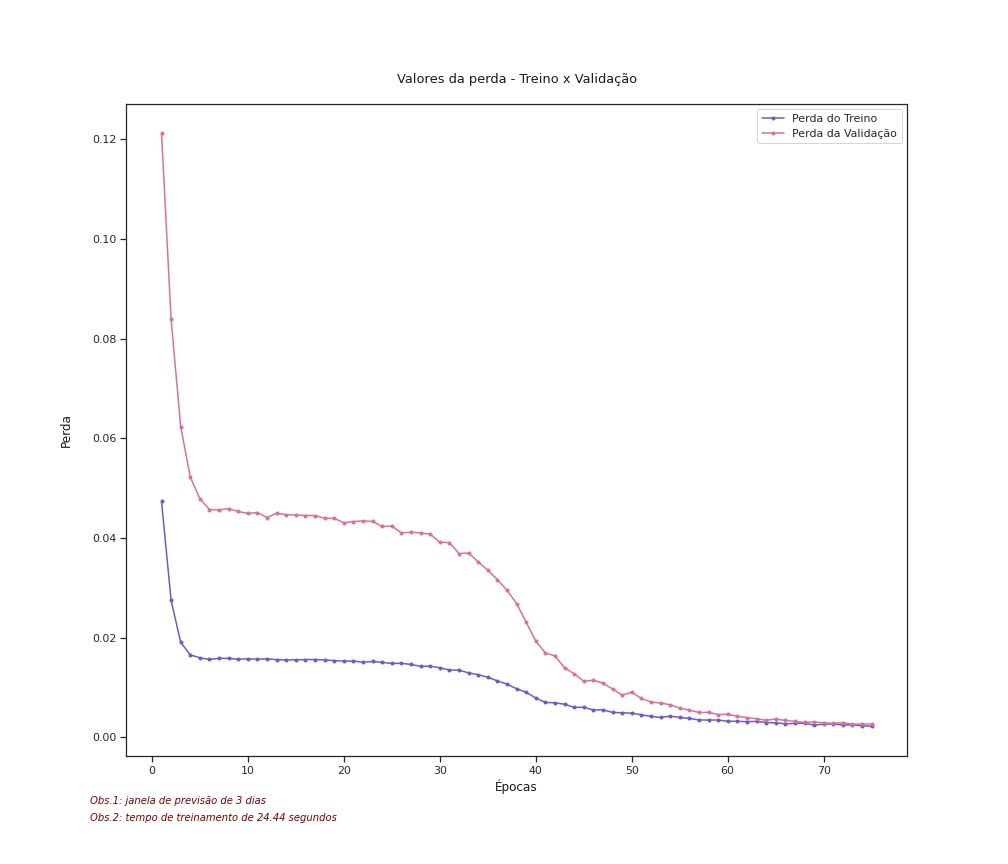 Valores da perda - Treino x Validação
Perda do Treino
Perda da Validação
0.12
0.10
0.08
0.06
0.04
0.02
0.00
Perda
0 10 20 30 40 50 60 70
Épocas
Obs.1: janela de previsão de 3 dias
Obs.2: tempo de treinamento de 24.44 segundos